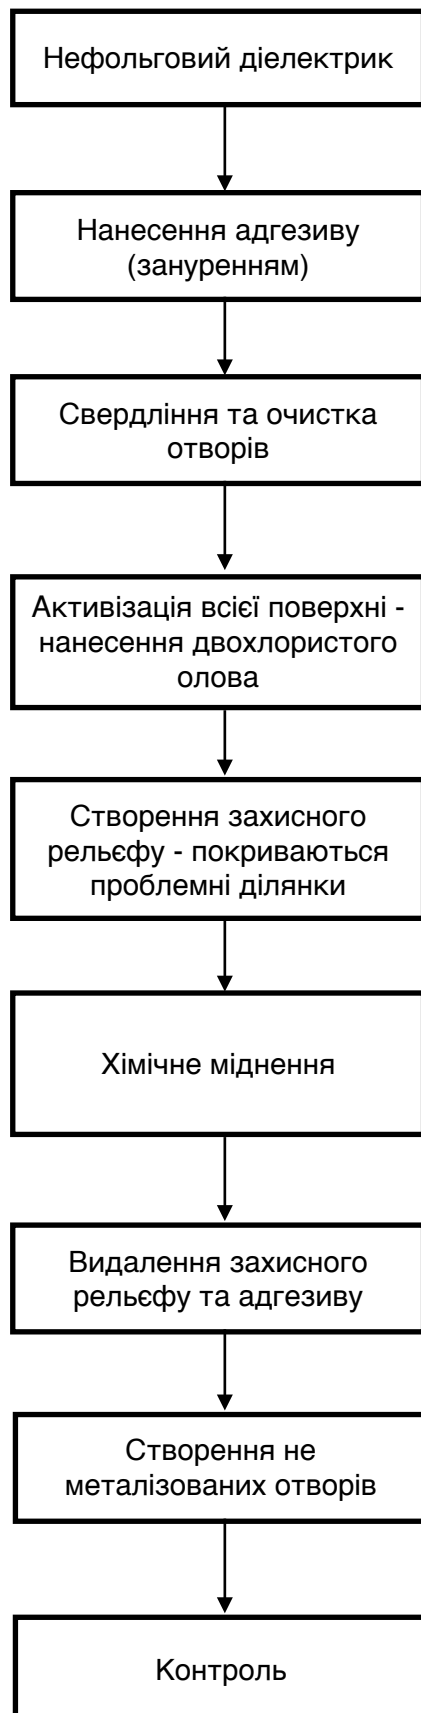 Нефольговий діелектрик
Нанесення адгезиву
(зануренням)
Свердління та очистка
отворів
Активізація всієї поверхні -
нанесення двохлористого
олова
Створення захисного
рельєфу - покриваються
проблемні ділянки
Хімічне міднення
Видалення захисного
рельєфу та адгезиву
Створення не
металізованих отворів
Контроль